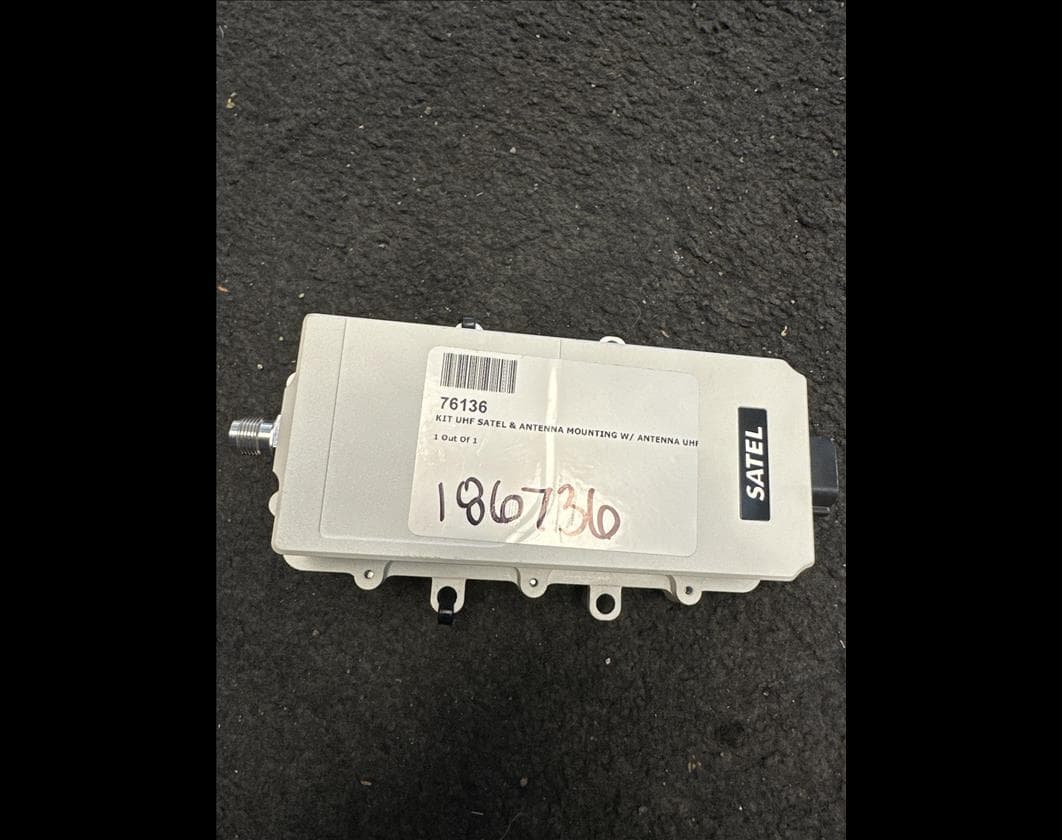 76136
KIT UHF SATEL & ANTENNA MOUNTING W/ ANTENNA UHF
1 Out Of 1
186736
SATEL